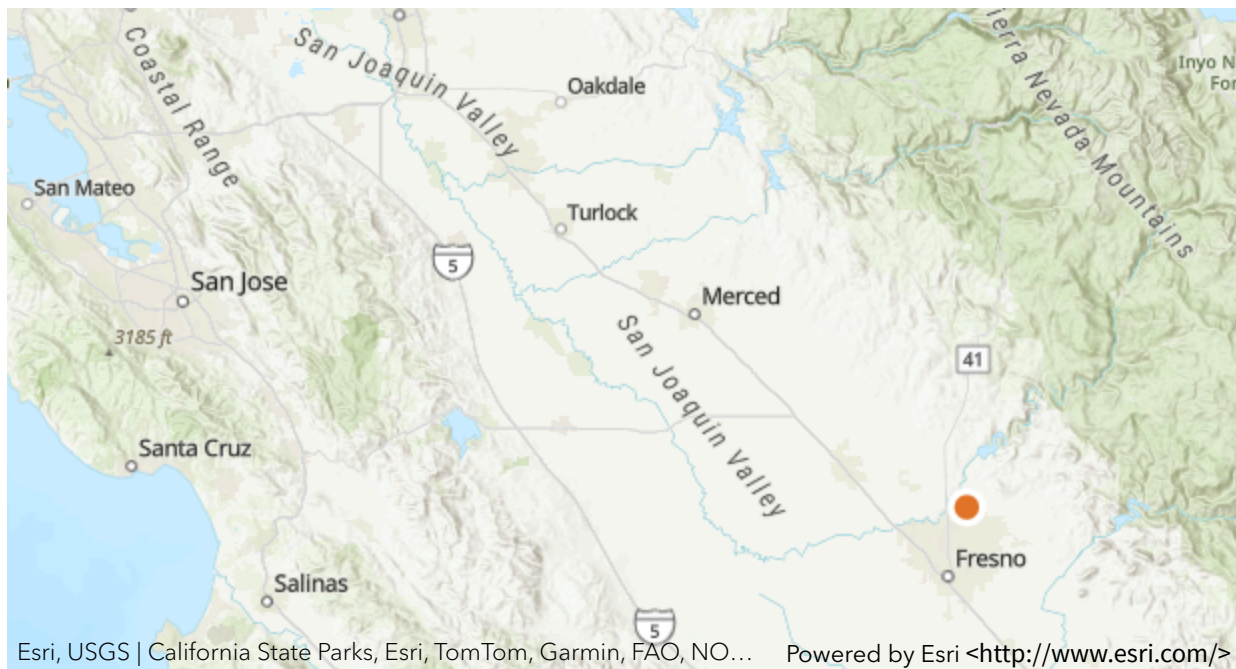 San Joaquin Valley
Coastal Range
Sierra Nevada Mountains
Inyo N
For
Oakdale
San Mateo
Turlock
5
San Jose
Merced
3185 ft
San Joaquin Valley
41
Santa Cruz
Fresno
Salinas
5
Esri, USGS | California State Parks, Esri, TomTom, Garmin, FAO, NO... Powered by Esri <http://www.esri.com/>